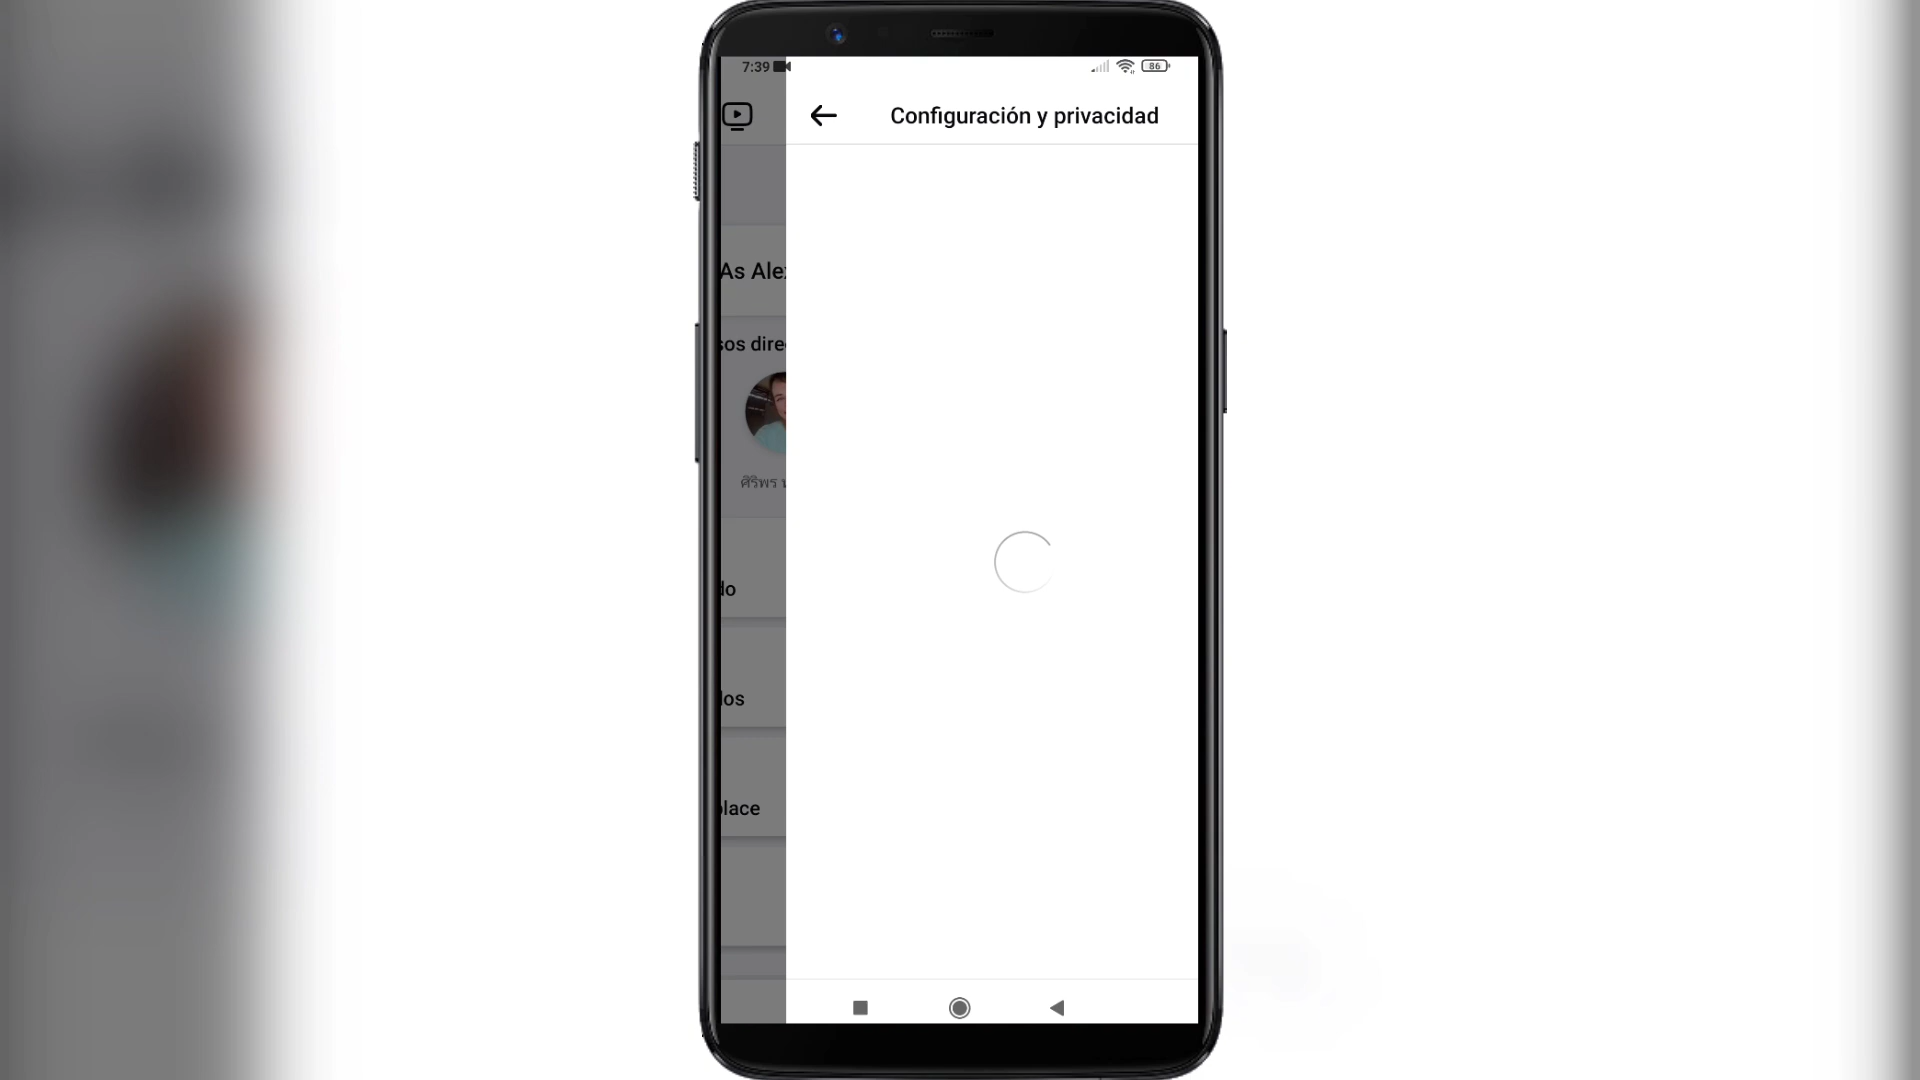 7:39
86
Configuración y privacidad
As Ale
sos dire
ศิริพร
do
dos
place